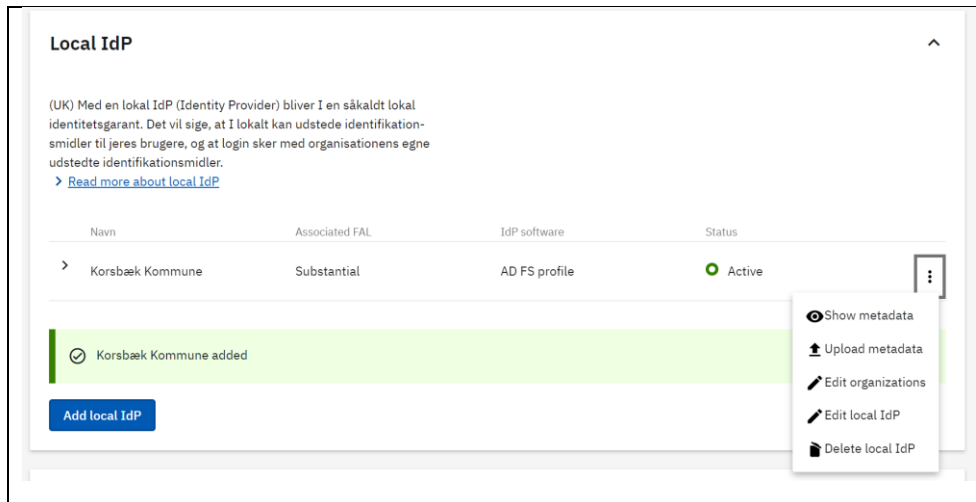 Local IdP
(UK) Med en lokal IdP (Identity Provider) bliver I en såkaldt lokal
identitetsgarant. Det vil sige, at I lokalt kan udstede identifikation-
smidler til jeres brugere, og at login sker med organisationens egne
udstedte identifikationsmidler.
Read more about local IdP
Navn Associated FAL IdP software Status
Korsbæk Kommune Substantial AD FS profile Active
Show metadata
Upload metadata
Edit organizations
Edit local IdP
Delete local IdP
Korsbæk Kommune added
Add local IdP